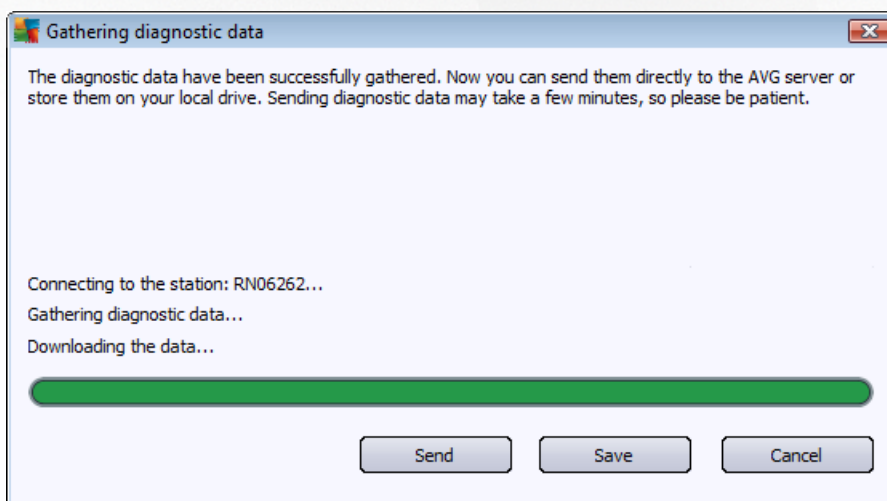 Gathering diagnostic data
The diagnostic data have been successfully gathered. Now you can send them directly to the AVG server or
store them on your local drive. Sending diagnostic data may take a few minutes, so please be patient.
Connecting to the station: RN06262...
Gathering diagnostic data...
Downloading the data...
Send Save Cancel